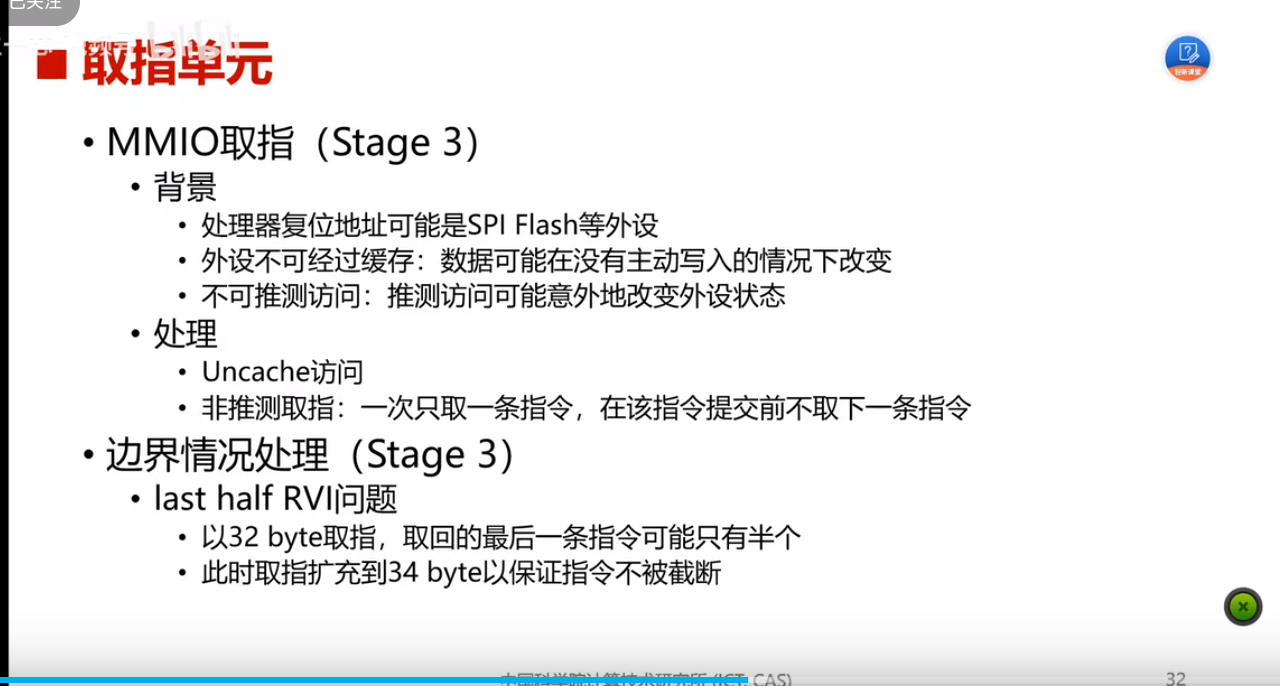 已关注
bilibili
取指单元
轻新课堂
• MMIO取指（Stage 3）
• 背景
• 处理器复位地址可能是SPI Flash等外设
• 外设不可经过缓存：数据可能在没有主动写入的情况下改变
• 不可推测访问：推测访问可能意外地改变外设状态
• 处理
• Uncache访问
• 非推测取指：一次只取一条指令，在该指令提交前不取下一条指令
• 边界情况处理（Stage 3）
• last half RVI问题
• 以32 byte取指，取回的最后一条指令可能只有半个
• 此时取指扩充到34 byte以保证指令不被截断
中国科学院计算技术研究所 (ICT, CAS)
32